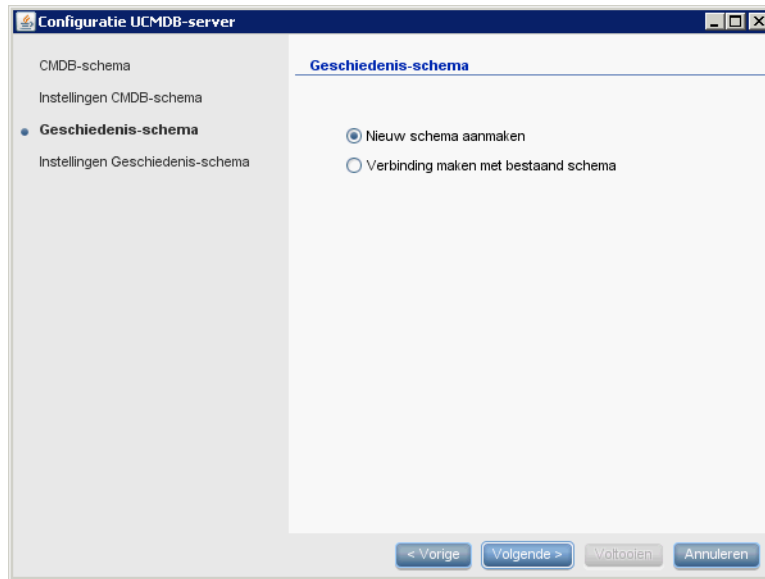 Configuratie UCMDB-server
CMDB-schema
Instellingen CMDB-schema
Geschiedenis-schema
Instellingen Geschiedenis-schema
Geschiedenis-schema
Nieuw schema aanmaken
Verbinding maken met bestaand schema
< Vorige
Volgende >
Voltooien
Annuleren